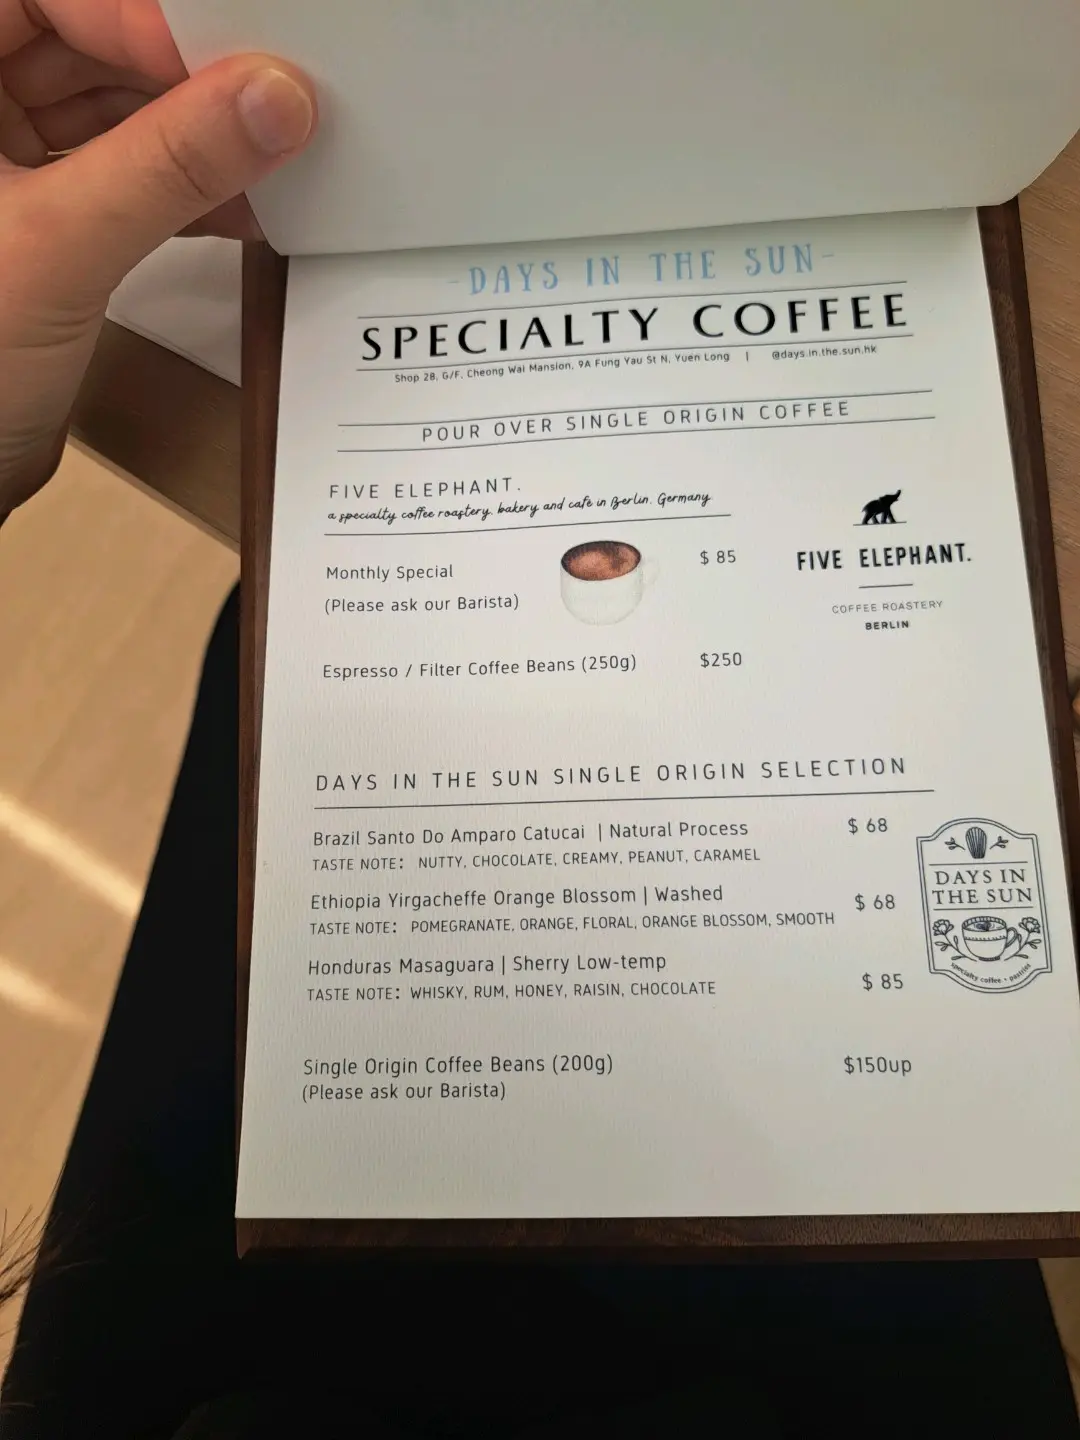 -DAYS IN THE SUN-
SPECIALTY COFFEE
Shop 28, G/F, Cheong Wai Mansion, 9A Fung Yau St N, Yuen Long | @days.in.the.sun.hk
POUR OVER SINGLE ORIGIN COFFEE
FIVE ELEPHANT.
a specialty coffee roastery, bakery and cafe in Berlin, Germany
Monthly Special $ 85
(Please ask our Barista)
FIVE ELEPHANT.
COFFEE ROASTERY
BERLIN
Espresso / Filter Coffee Beans (250g) $250
DAYS IN THE SUN SINGLE ORIGIN SELECTION
Brazil Santo Do Amparo Catucai | Natural Process $ 68
TASTE NOTE: NUTTY, CHOCOLATE, CREAMY, PEANUT, CARAMEL
Ethiopia Yirgacheffe Orange Blossom | Washed $ 68
TASTE NOTE: POMEGRANATE, ORANGE, FLORAL, ORANGE BLOSSOM, SMOOTH
Honduras Masaguara | Sherry Low-temp $ 85
TASTE NOTE: WHISKY, RUM, HONEY, RAISIN, CHOCOLATE
DAYS IN
THE SUN
specialty coffee • pastries
Single Origin Coffee Beans (200g) $150up
(Please ask our Barista)